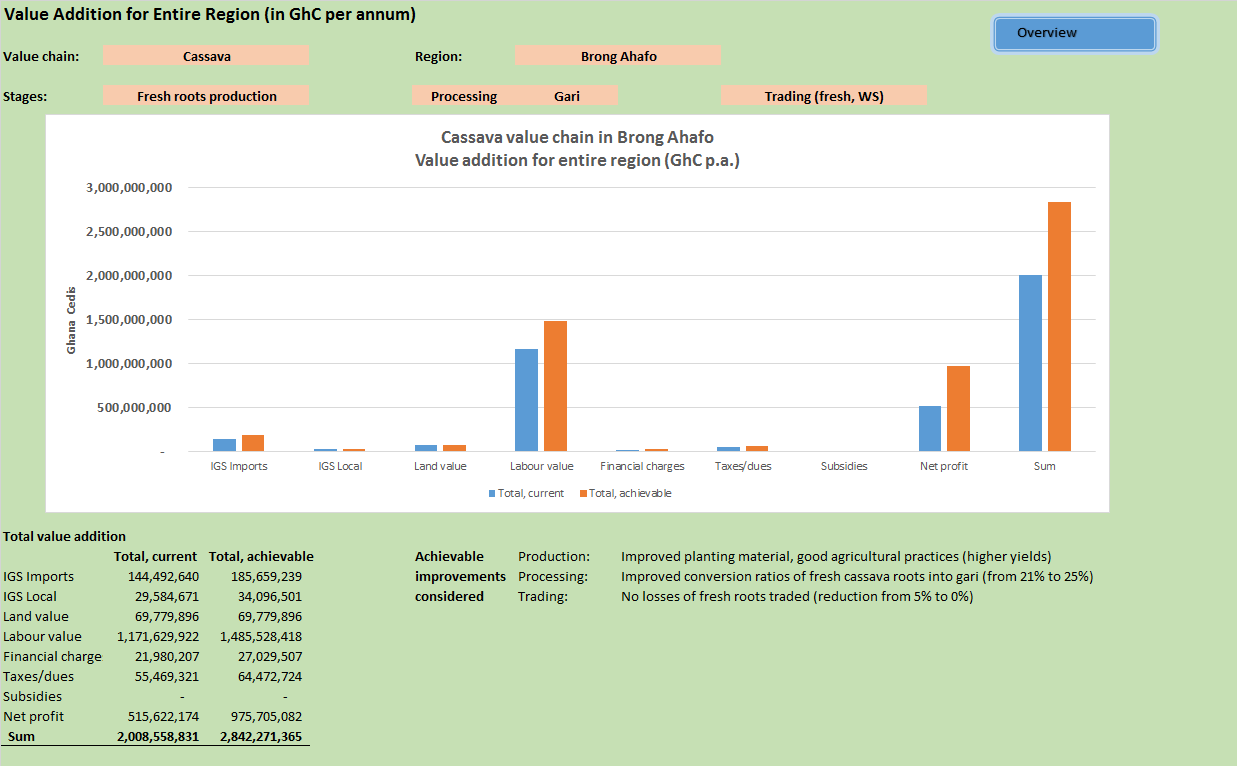 Value Addition for Entire Region (in GhC per annum)
Overview
Value chain: Cassava Region: Brong Ahafo
Stages: Fresh roots production Processing Gari Trading (fresh, WS)
Cassava value chain in Brong Ahafo
Value addition for entire region (GhC p.a.)
3,000,000,000
2,500,000,000
2,000,000,000
1,500,000,000
1,000,000,000
500,000,000
-
Ghana Cedis
IGS Imports IGS Local Land value Labour value Financial charges Taxes/dues Subsidies Net profit Sum
Total, current Total, achievable
Total value addition
Total, current Total, achievable
IGS Imports 144,492,640 185,659,239
IGS Local 29,584,671 34,096,501
Land value 69,779,896 69,779,896
Labour value 1,171,629,922 1,485,528,418
Financial charge 21,980,207 27,029,507
Taxes/dues 55,469,321 64,472,724
Subsidies - -
Net profit 515,622,174 975,705,082
Sum 2,008,558,831 2,842,271,365
Achievable Production: Improved planting material, good agricultural practices (higher yields)
improvements Processing: Improved conversion ratios of fresh cassava roots into gari (from 21% to 25%)
considered Trading: No losses of fresh roots traded (reduction from 5% to 0%)